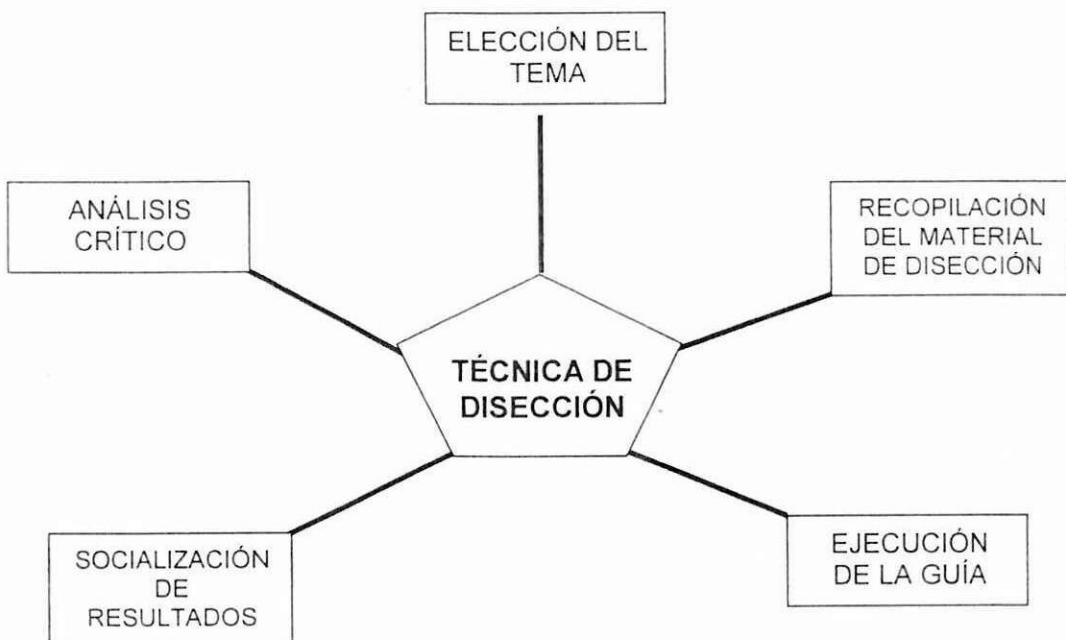 ELECCIÓN DEL
TEMA
ANÁLISIS
CRÍTICO
RECOPILACIÓN
DEL MATERIAL
DE DISECCIÓN
TÉCNICA DE
DISECCIÓN
SOCIALIZACIÓN
DE
RESULTADOS
EJECUCIÓN
DE LA GUÍA